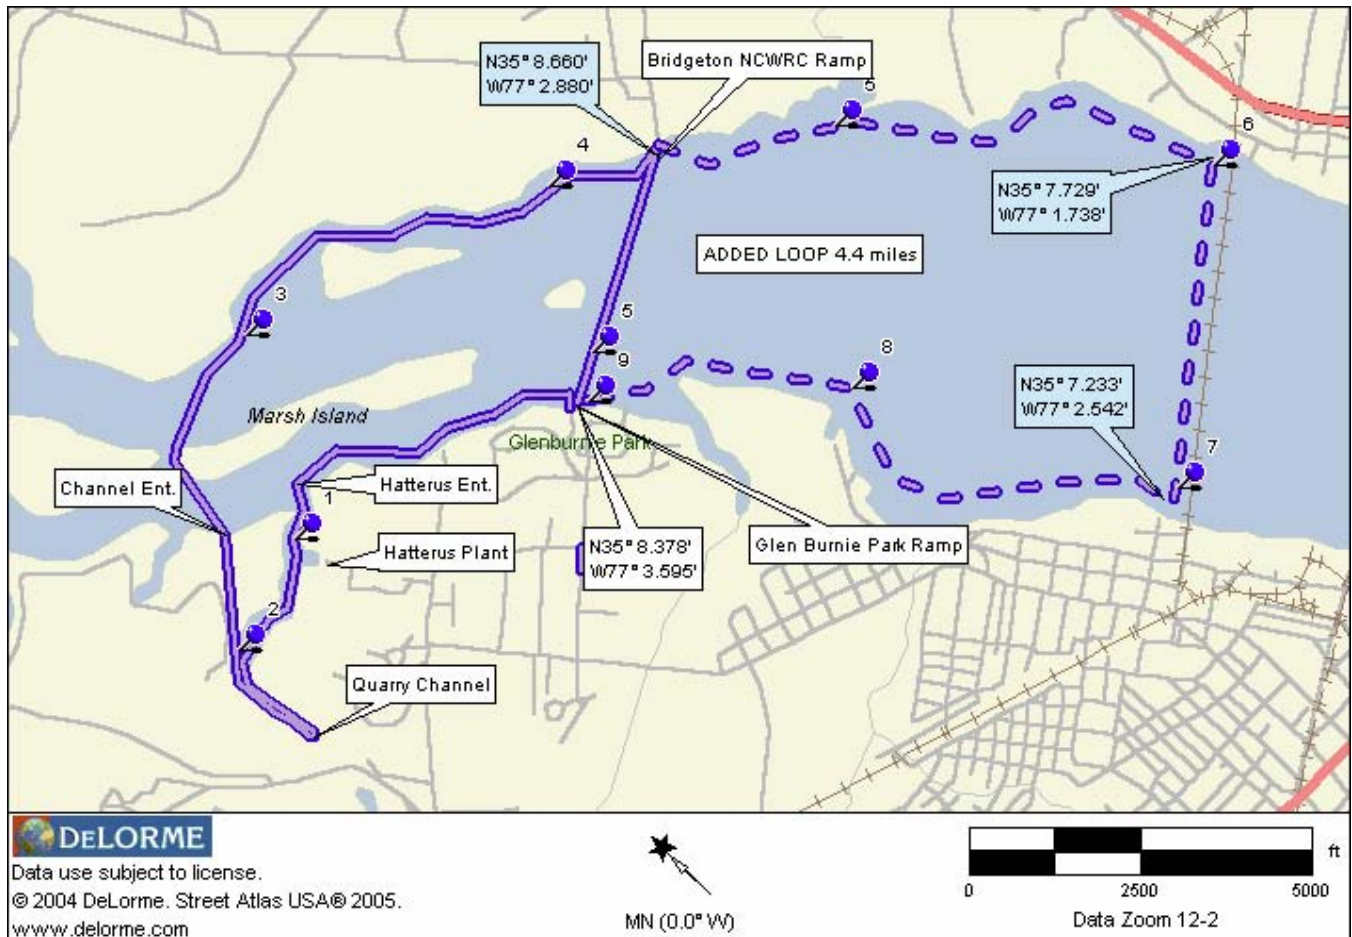 N35° 8.660'
W77° 2.880'
Bridgeton NCWRC Ramp
5
6
4
N35° 7.729'
W77° 1.738'
ADDED LOOP 4.4 miles
3
5
9
8
N35° 7.233'
W77° 2.542'
Marsh Island
Glenburnie Park
7
Channel Ent.
Hatterus Ent.
1
Hatterus Plant
N35° 8.378'
W77° 3.595'
Glen Burnie Park Ramp
2
Quarry Channel
DELORME
Data use subject to license.
© 2004 DeLorme. Street Atlas USA® 2005.
www.delorme.com
MN (0.0° W)
ft
0 2500 5000
Data Zoom 12-2